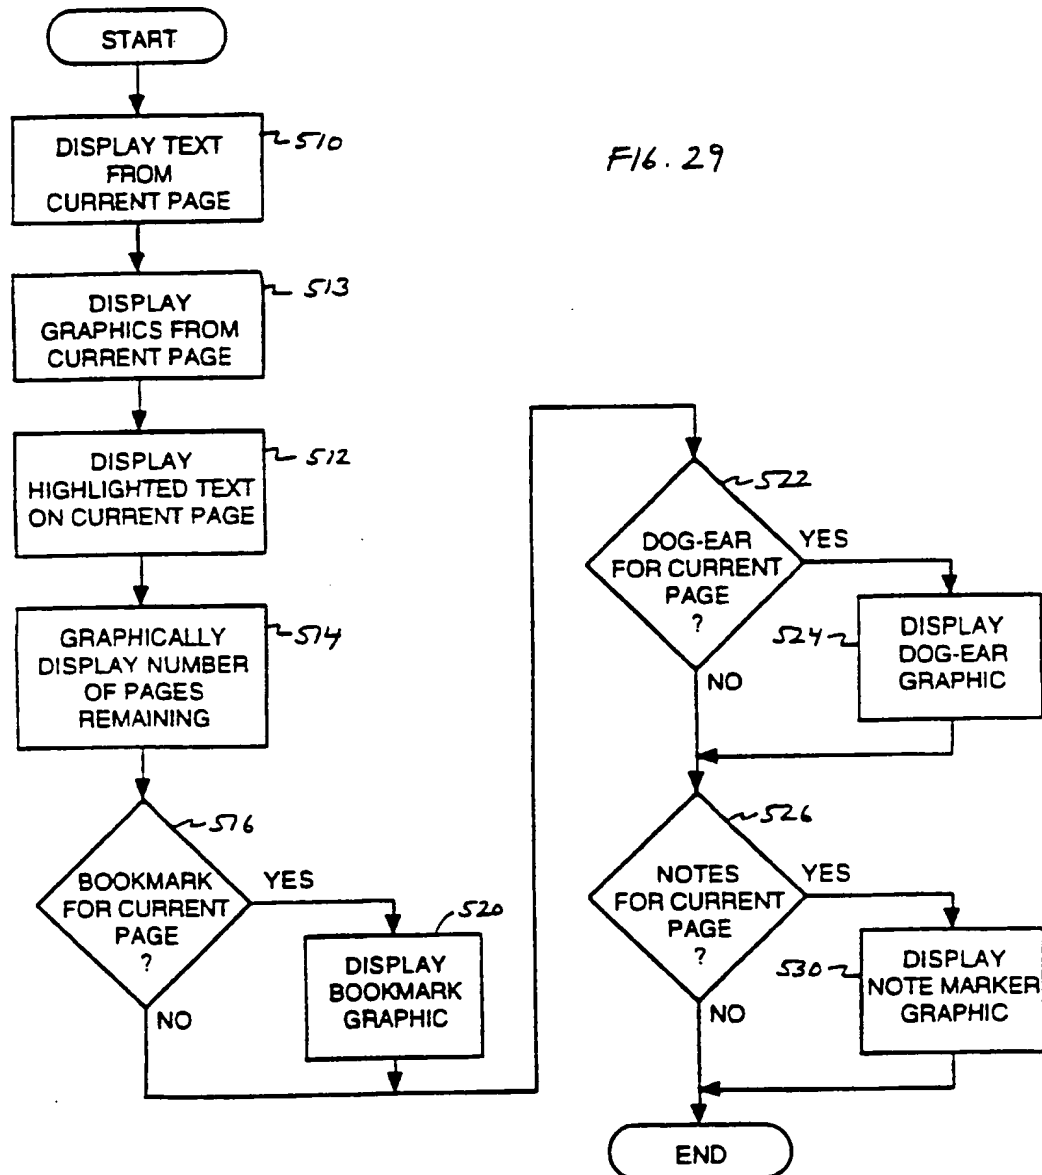 START
DISPLAY TEXT
FROM
CURRENT PAGE
510
FIG. 29
DISPLAY
GRAPHICS FROM
CURRENT PAGE
513
DISPLAY
HIGHLIGHTED TEXT
ON CURRENT PAGE
512
GRAPHICALLY
DISPLAY NUMBER
OF PAGES
REMAINING
514
BOOKMARK
FOR CURRENT
PAGE
?
516
YES
NO
DISPLAY
BOOKMARK
GRAPHIC
520
DOG-EAR
FOR CURRENT
PAGE
?
522
YES
NO
DISPLAY
DOG-EAR
GRAPHIC
524
NOTES
FOR CURRENT
PAGE
?
526
YES
NO
DISPLAY
NOTE MARKER
GRAPHIC
530
END